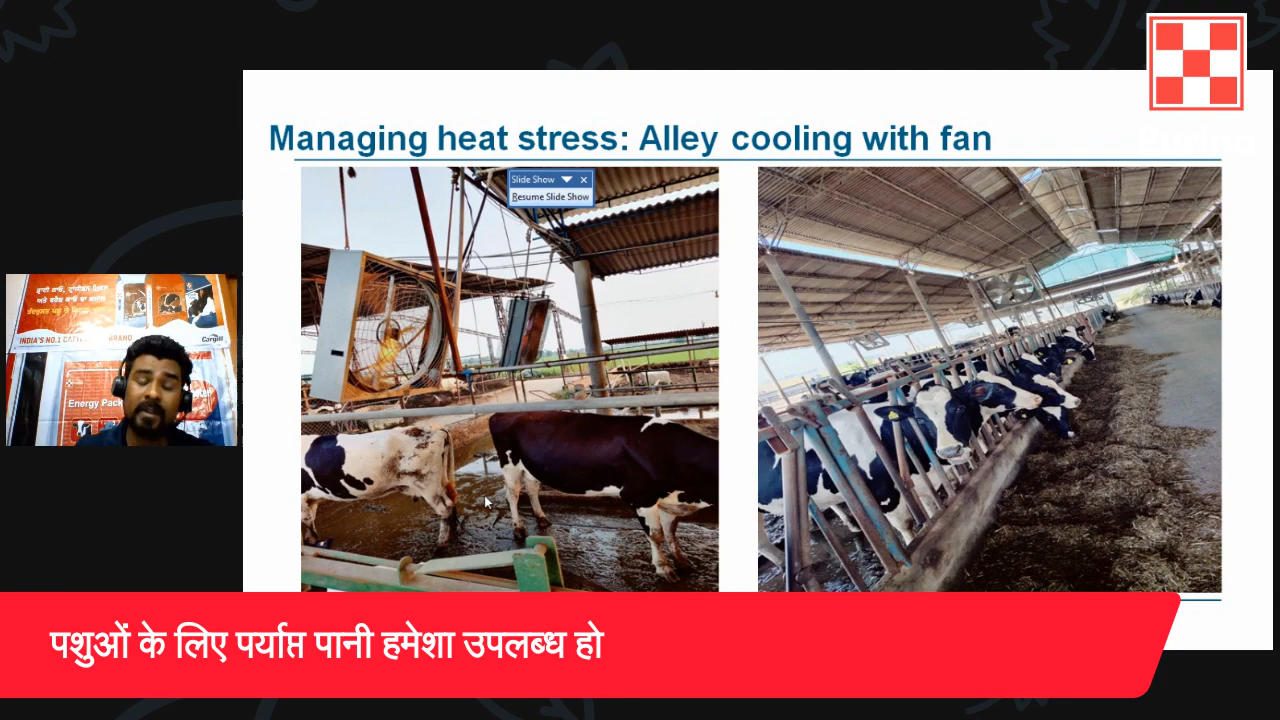 Managing heat stress: Alley cooling with fan
Slide Show
Resume Slide Show
INDIA'S NO.1
BRAND
Cargill
Energy Pack
पशुओं के लिए पर्याप्त पानी हमेशा उपलब्ध हो